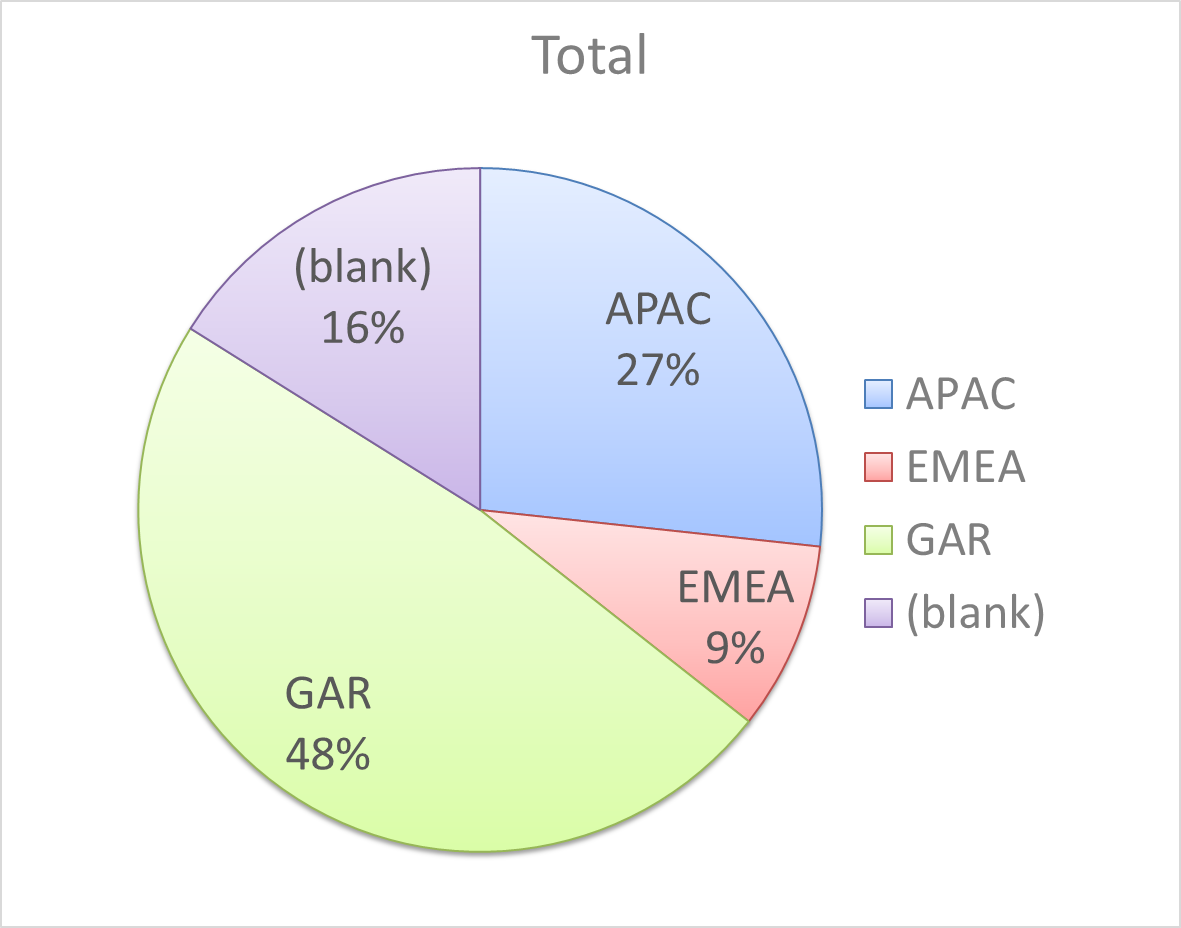 Total
(blank)
16%
APAC
27%
EMEA
9%
GAR
48%
APAC
EMEA
GAR
(blank)